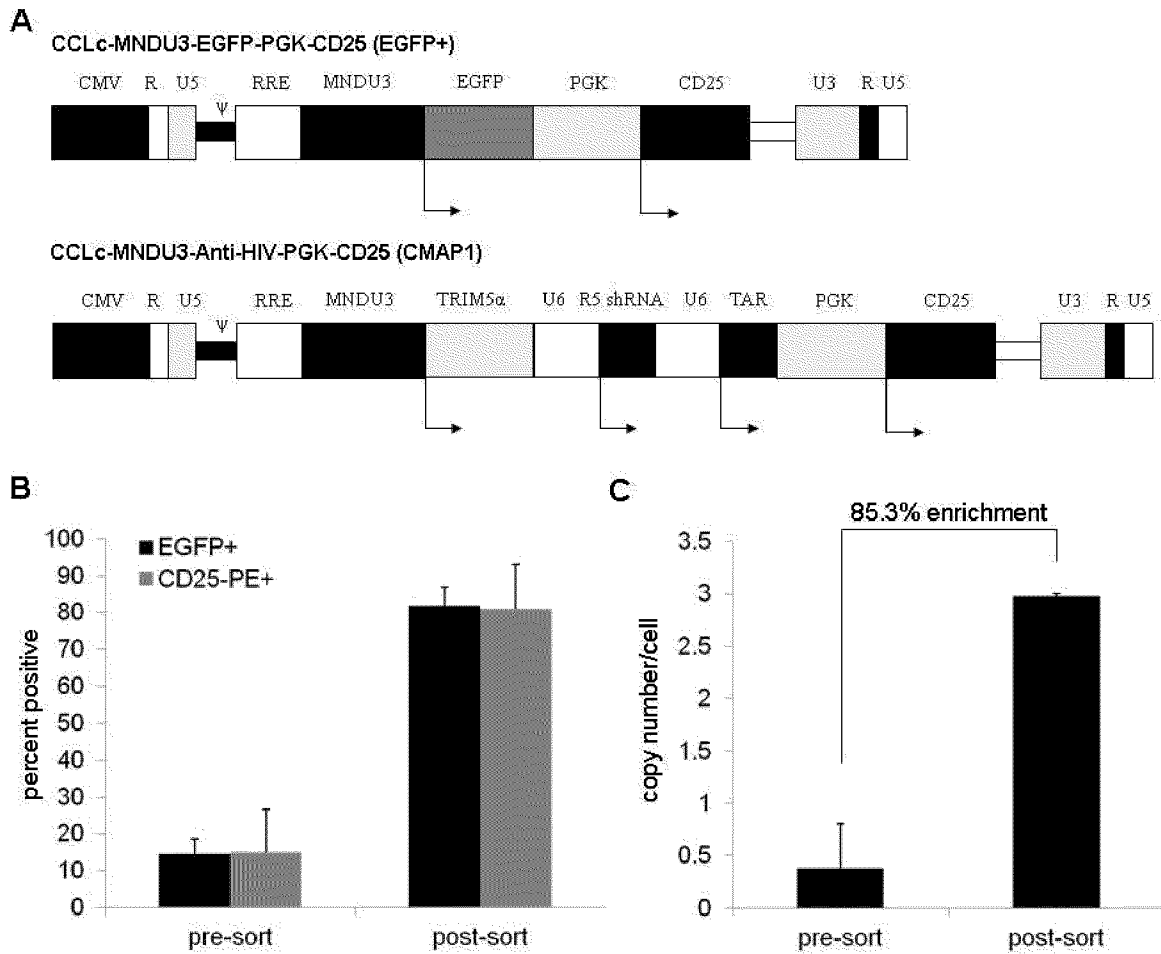 A
CCLc-MNDU3-EGFP-PGK-CD25 (EGFP+)
CMV R U5 Ψ RRE MNDU3 EGFP PGK CD25 U3 R U5
CCLc-MNDU3-Anti-HIV-PGK-CD25 (CMAP1)
CMV R U5 Ψ RRE MNDU3 TRIM5α U6 R5 shRNA U6 TAR PGK CD25 U3 R U5
B
percent positive
100
90
80
70
60
50
40
30
20
10
0
EGFP+
CD25-PE+
pre-sort
post-sort
C
85.3% enrichment
copy number/cell
3.5
3
2.5
2
1.5
1
0.5
0
pre-sort
post-sort